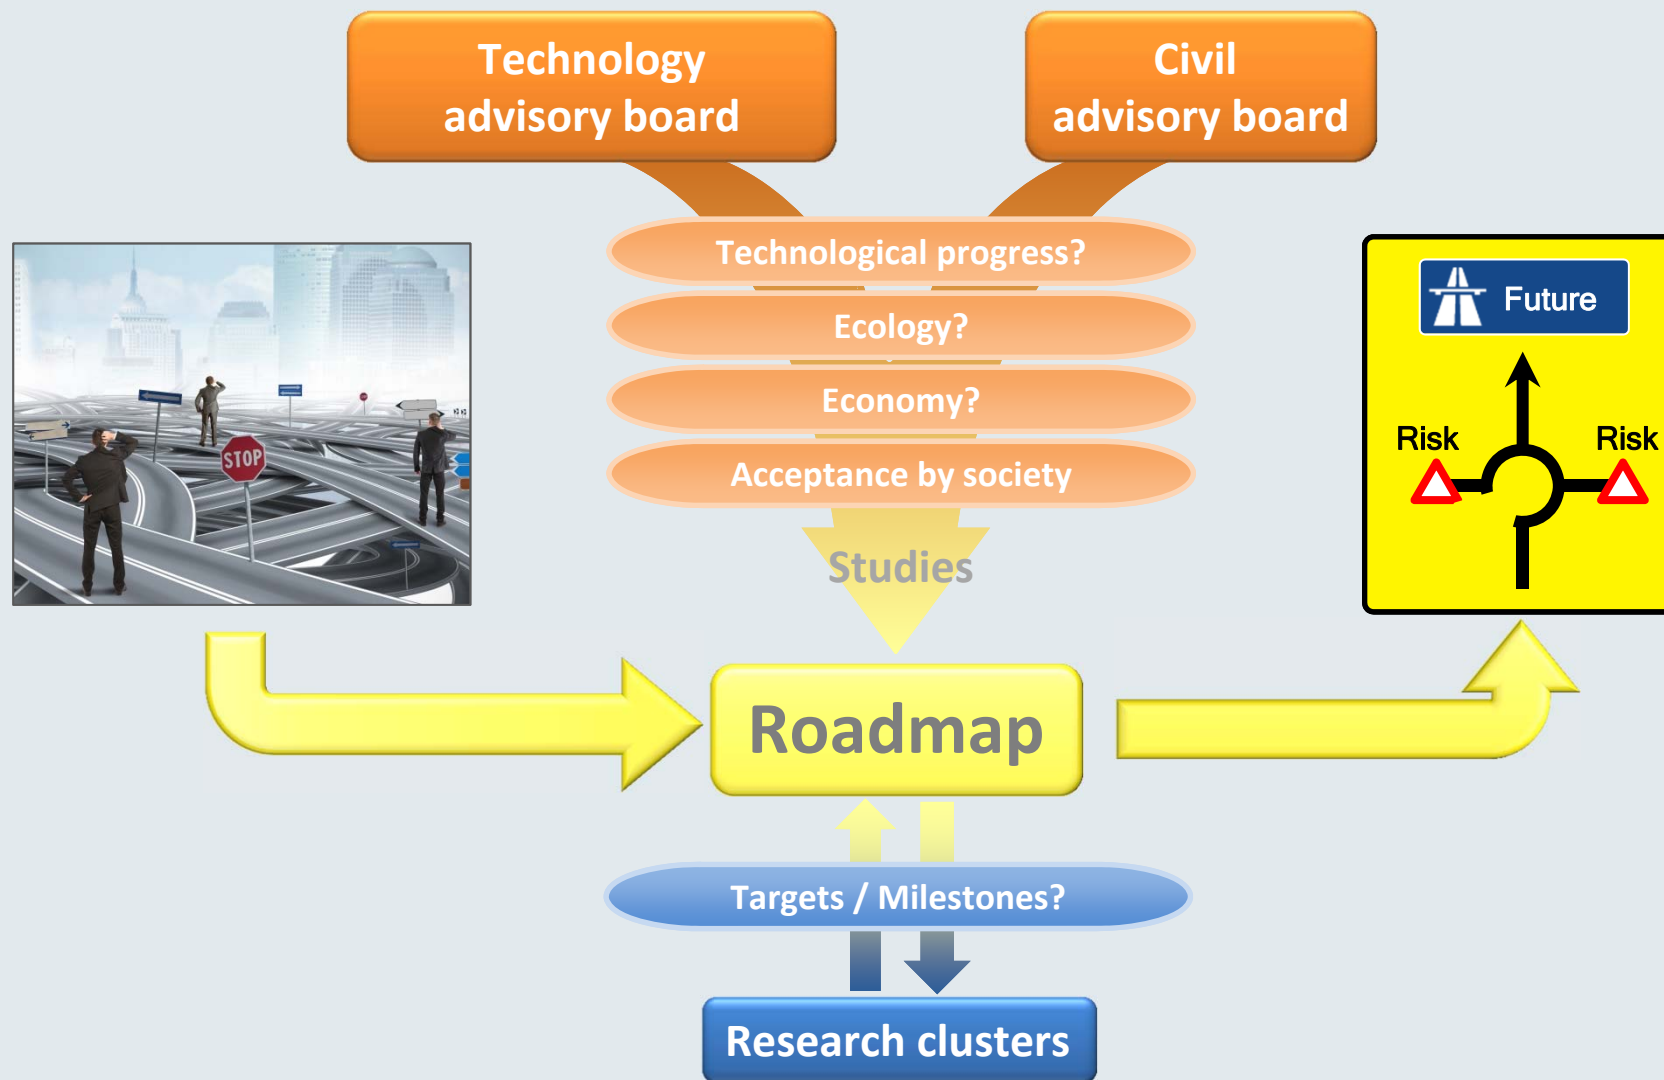 Technology
advisory board
Civil
advisory board
Technological progress?
Ecology?
Economy?
Acceptance by society
Studies
STOP
Future
Risk
Risk
Roadmap
Targets / Milestones?
Research clusters